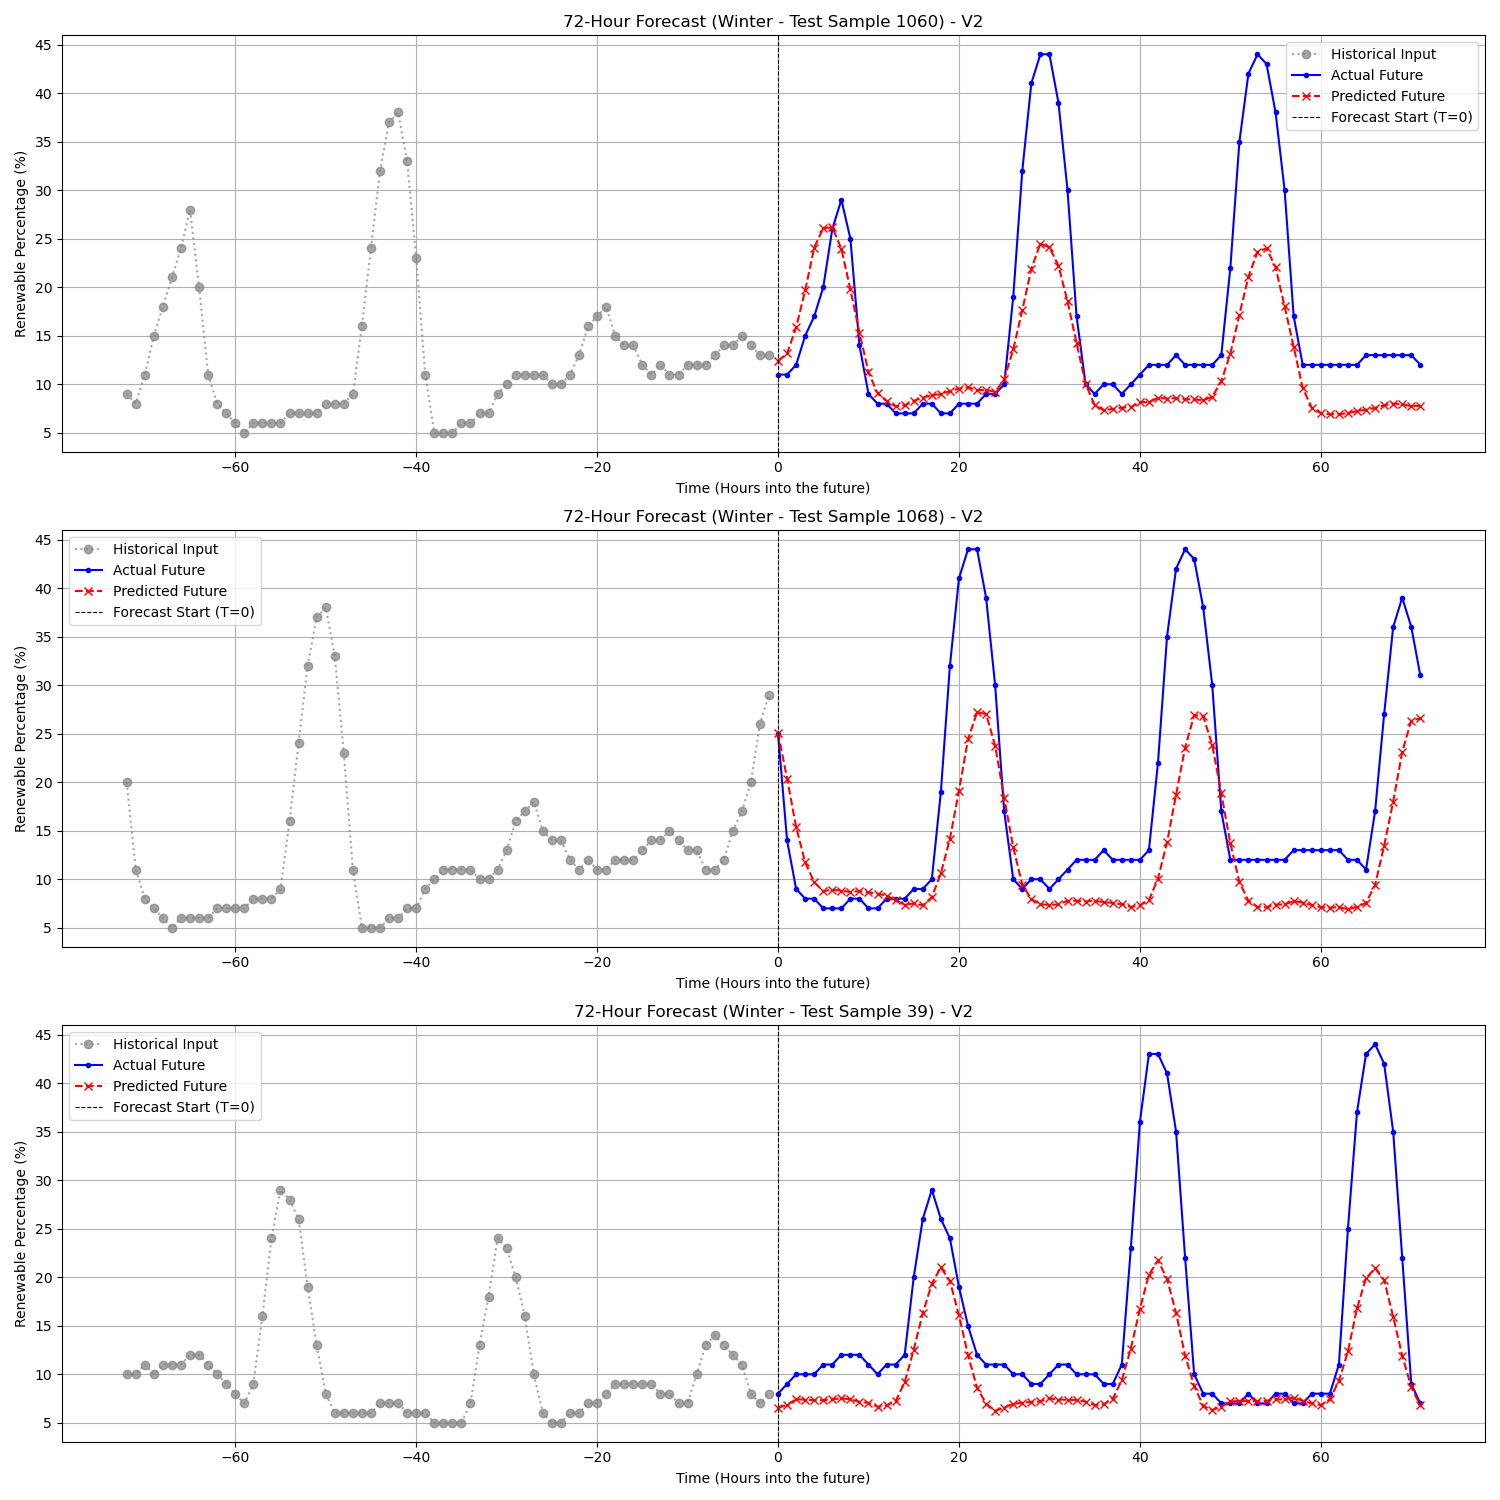 72-Hour Forecast (Winter - Test Sample 1060) - V2
Renewable Percentage (%)
45
40
35
30
25
20
15
10
5
Historical Input
Actual Future
Predicted Future
Forecast Start (T=0)
−60 −40 −20 0 20 40 60
Time (Hours into the future)
72-Hour Forecast (Winter - Test Sample 1068) - V2
Renewable Percentage (%)
45
40
35
30
25
20
15
10
5
Historical Input
Actual Future
Predicted Future
Forecast Start (T=0)
−60 −40 −20 0 20 40 60
Time (Hours into the future)
72-Hour Forecast (Winter - Test Sample 39) - V2
Renewable Percentage (%)
45
40
35
30
25
20
15
10
5
Historical Input
Actual Future
Predicted Future
Forecast Start (T=0)
−60 −40 −20 0 20 40 60
Time (Hours into the future)